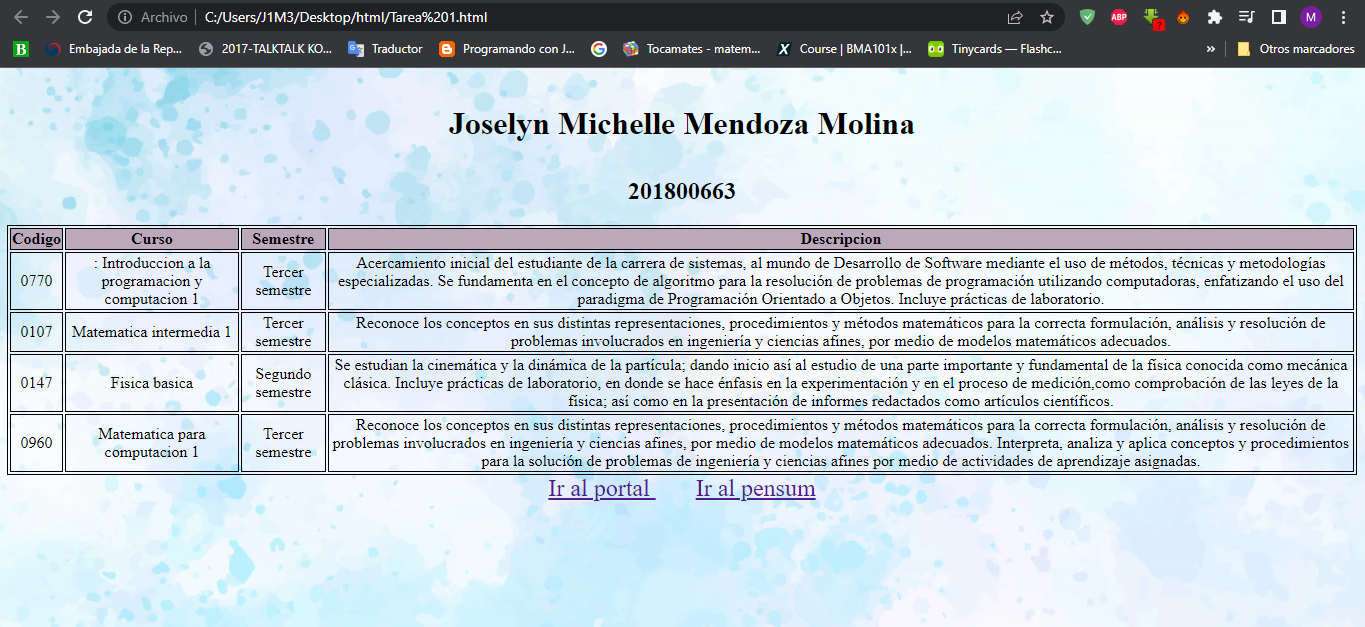 Archivo | C:/Users/J1M3/Desktop/html/Tarea%201.html
ABP
?
M
B
Embajada de la Rep...
2017-TALKTALK KO...
Traductor
Programando con J...
Tocamates - matem...
X
Course | BMA101x |...
Tinycards — Flashc...
»
Otros marcadores
Joselyn Michelle Mendoza Molina
201800663
Codigo Curso Semestre Descripcion
0770
: Introduccion a la
programacion y
computacion 1
Tercer
semestre
Acercamiento inicial del estudiante de la carrera de sistemas, al mundo de Desarrollo de Software mediante el uso de métodos, técnicas y metodologías
especializadas. Se fundamenta en el concepto de algoritmo para la resolución de problemas de programación utilizando computadoras, enfatizando el uso del
paradigma de Programación Orientado a Objetos. Incluye prácticas de laboratorio.
0107
Matematica intermedia 1
Tercer
semestre
Reconoce los conceptos en sus distintas representaciones, procedimientos y métodos matemáticos para la correcta formulación, análisis y resolución de
problemas involucrados en ingeniería y ciencias afines, por medio de modelos matemáticos adecuados.
0147
Fisica basica
Segundo
semestre
Se estudian la cinemática y la dinámica de la partícula; dando inicio así al estudio de una parte importante y fundamental de la física conocida como mecánica
clásica. Incluye prácticas de laboratorio, en donde se hace énfasis en la experimentación y en el proceso de medición,como comprobación de las leyes de la
física; así como en la presentación de informes redactados como artículos científicos.
0960
Matematica para
computacion 1
Tercer
semestre
Reconoce los conceptos en sus distintas representaciones, procedimientos y métodos matemáticos para la correcta formulación, análisis y resolución de
problemas involucrados en ingeniería y ciencias afines, por medio de modelos matemáticos adecuados. Interpreta, analiza y aplica conceptos y procedimientos
para la solución de problemas de ingeniería y ciencias afines por medio de actividades de aprendizaje asignadas.
Ir al portal Ir al pensum